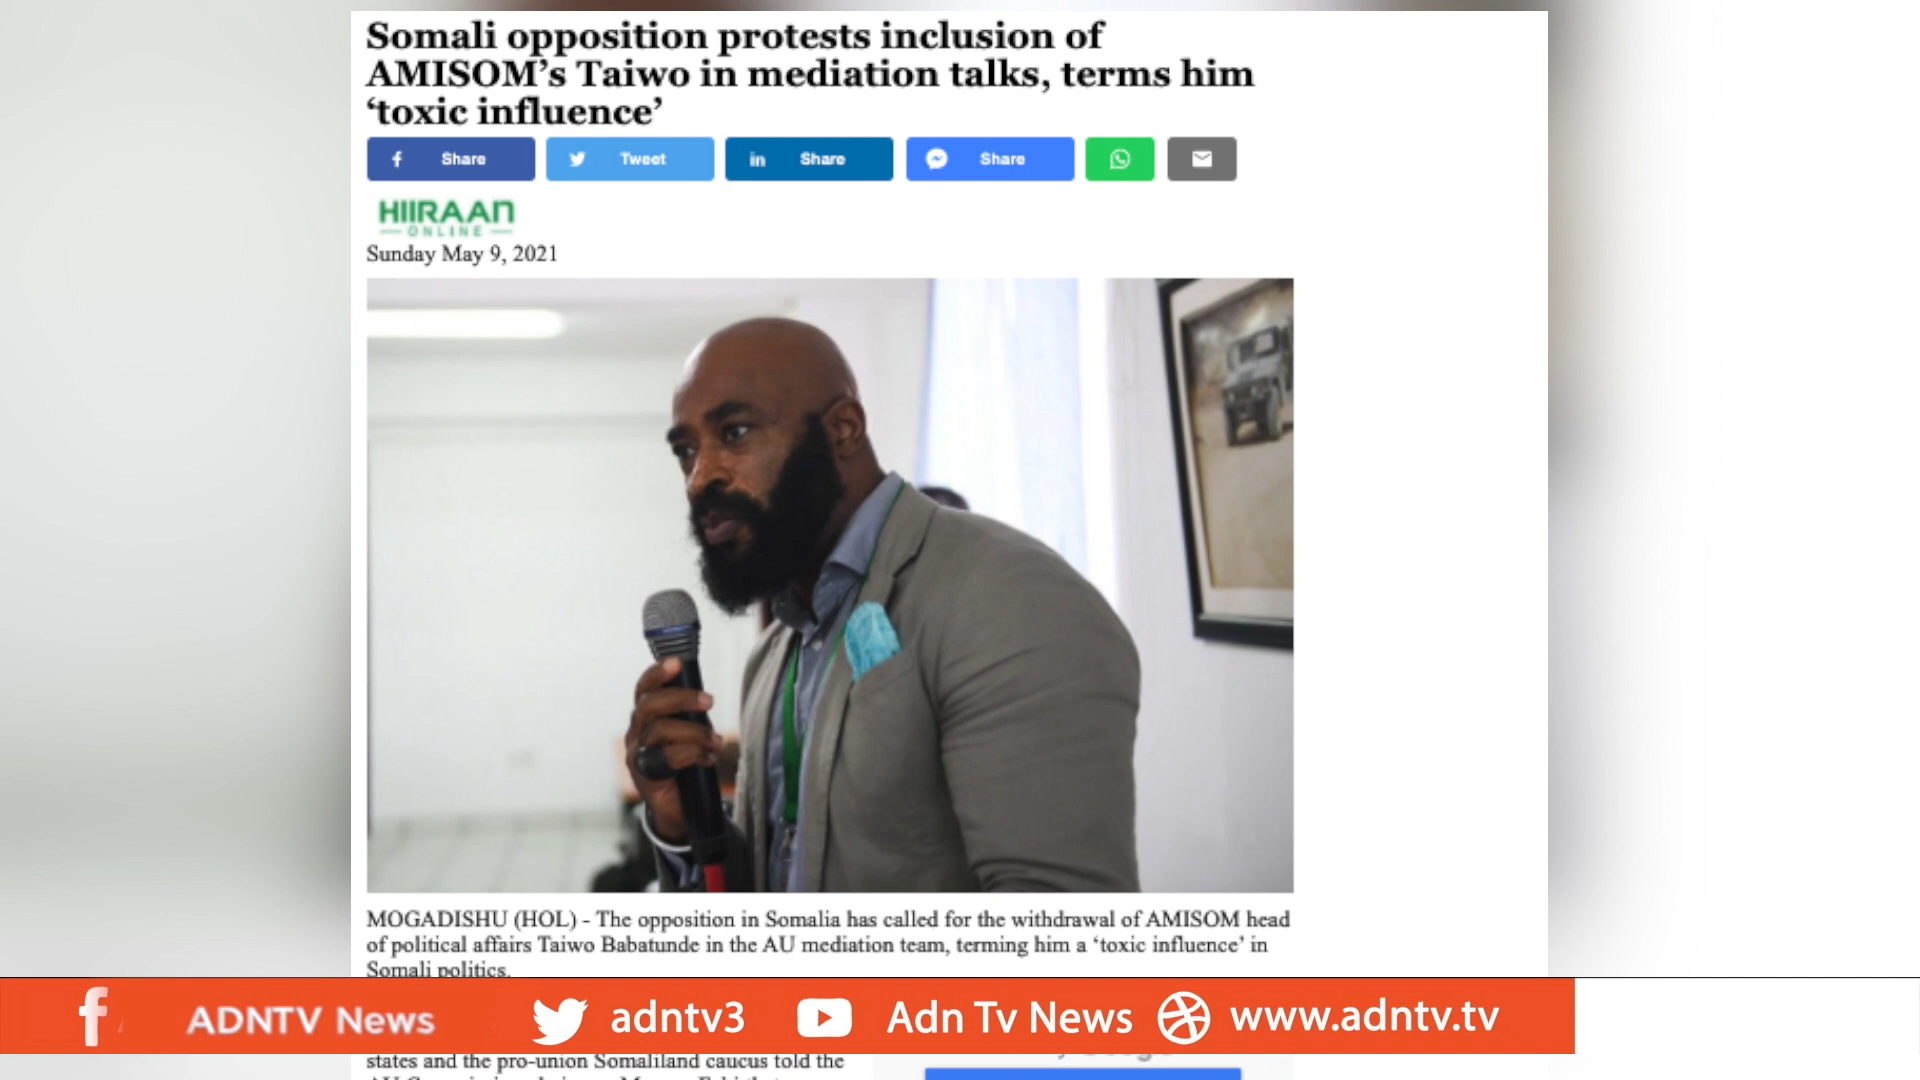 Somali opposition protests inclusion of
AMISOM’s Taiwo in mediation talks, terms him
‘toxic influence’
Share Tweet Share Share
HIIRAAN
ONLINE
Sunday May 9, 2021
MOGADISHU (HOL) - The opposition in Somalia has called for the withdrawal of AMISOM head
of political affairs Taiwo Babatunde in the AU mediation team, terming him a ‘toxic influence’ in
Somali politics.
ADNTV News adntv3 Adn Tv News www.adntv.tv
states and the pro-union Somaliland caucus told the